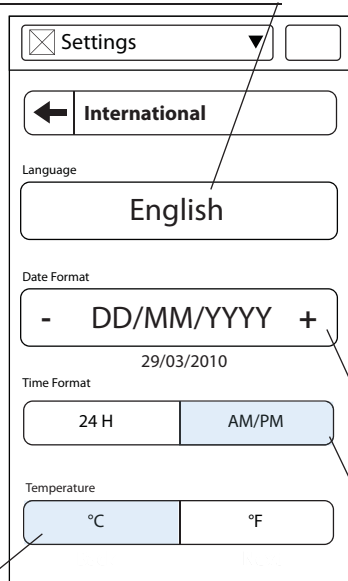 Settings
International
Language
English
Date Format
- DD/MM/YYYY +
29/03/2010
Time Format
24 H AM/PM
Temperature
°C °F